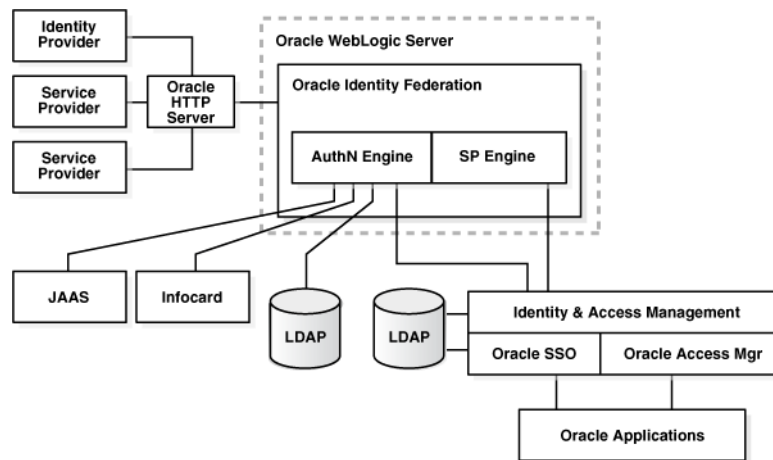 Identity
Provider
Service
Provider
Service
Provider
Oracle
HTTP
Server
Oracle WebLogic Server
Oracle Identity Federation
AuthN Engine
SP Engine
JAAS
Infocard
LDAP
LDAP
Identity & Access Management
Oracle SSO
Oracle Access Mgr
Oracle Applications